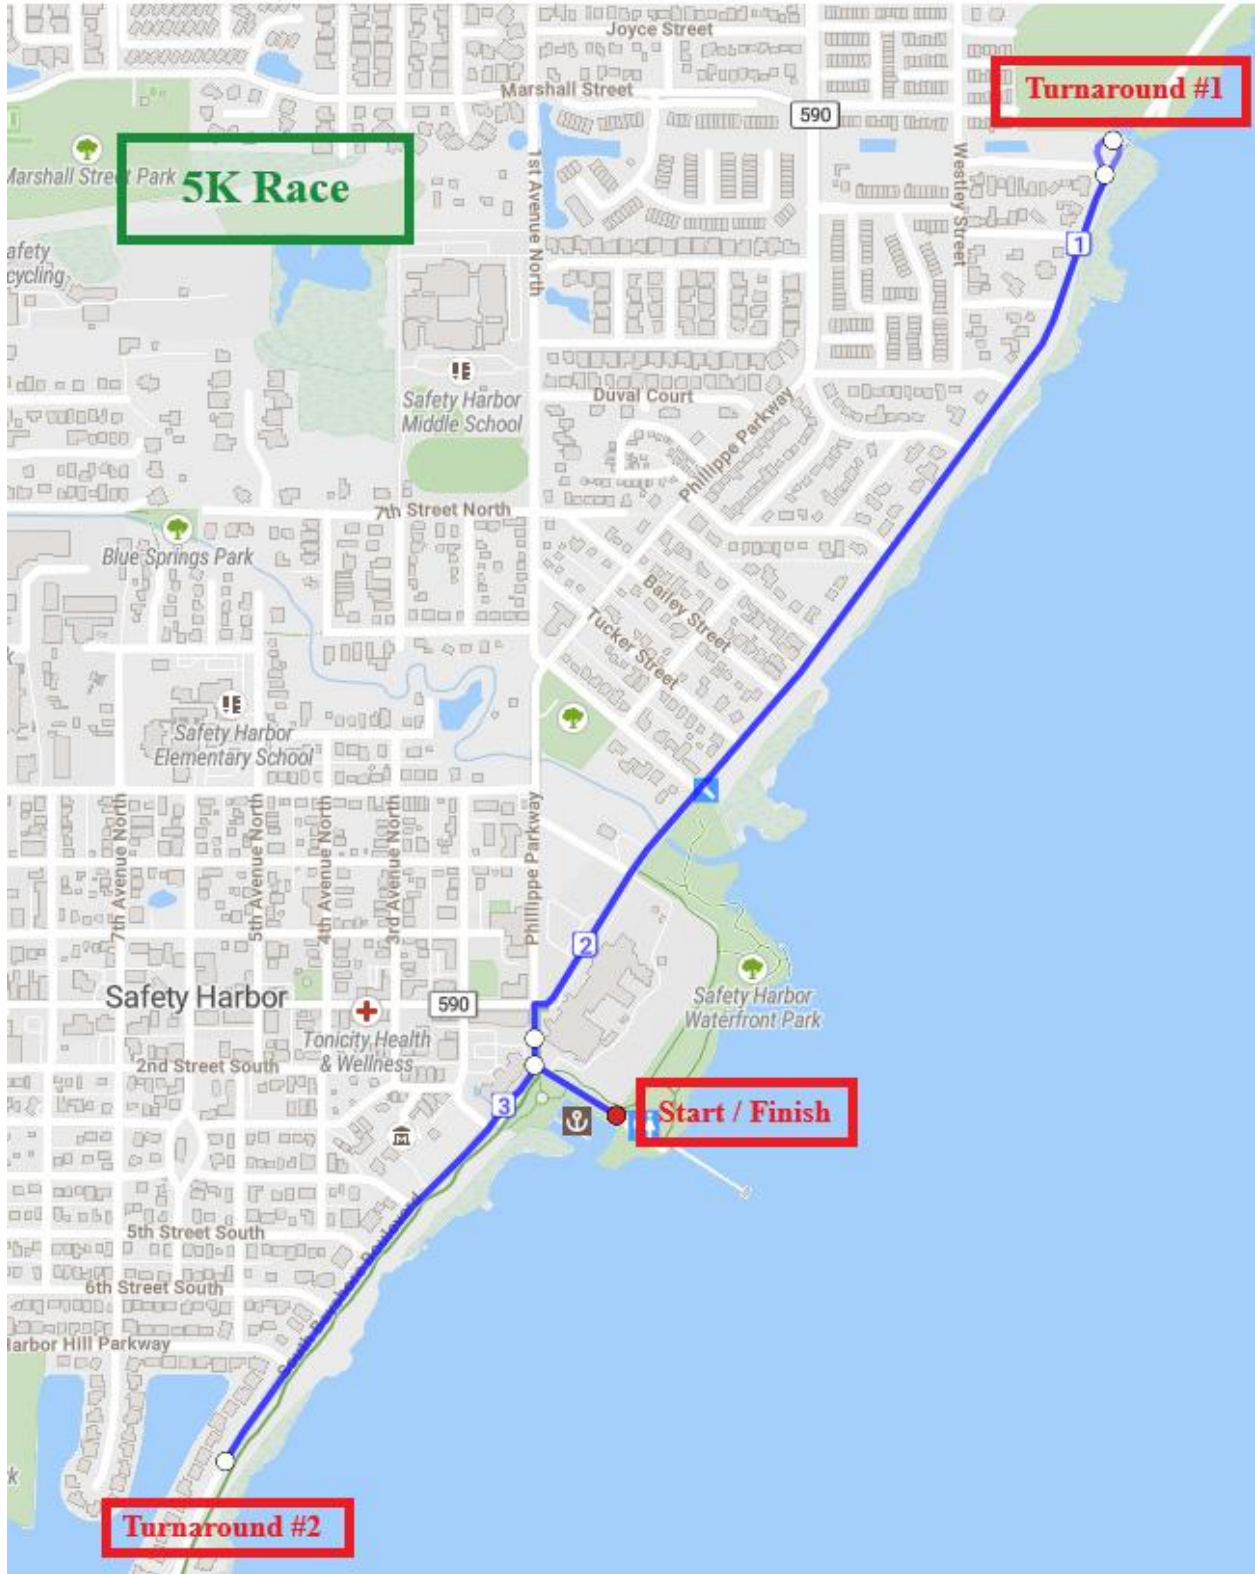 Joyce Street
Marshall Street
590
Turnaround #1
Marshall Street Park
5K Race
1st Avenue North
Westley Street
1
afety
cycling
Safety Harbor
Middle School
Duval Court
Phillippe Parkway
7th Street North
Blue Springs Park
Bailey Street
Tucker Street
Safety Harbor
Elementary School
7th Avenue North
5th Avenue North
4th Avenue North
3rd Avenue North
Phillippe Parkway
2
Safety Harbor
590
Safety Harbor
Waterfront Park
Tonicity Health
& Wellness
2nd Street South
3
Start / Finish
5th Street South
6th Street South
South Bayshore Boulevard
Harbor Hill Parkway
Turnaround #2